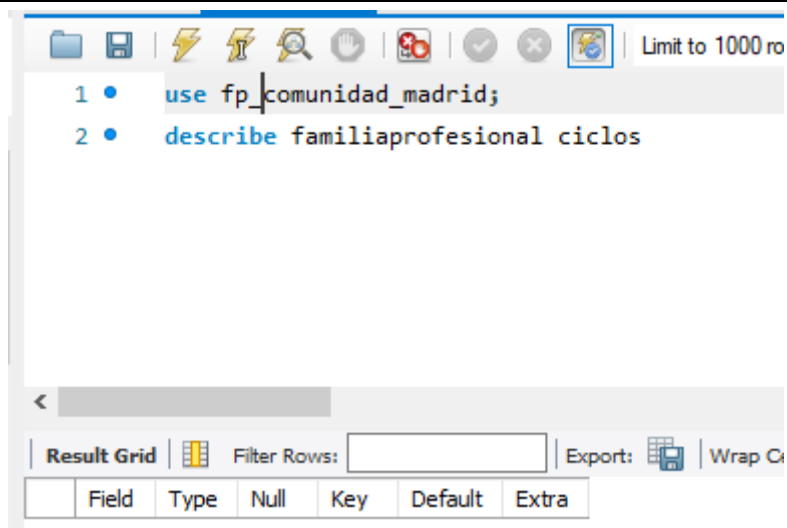 Limit to 1000 ro
1 use fp_comunidad_madrid;
2 describe familiaprofesional ciclos
Result Grid Filter Rows: Export: Wrap Ce
Field Type Null Key Default Extra